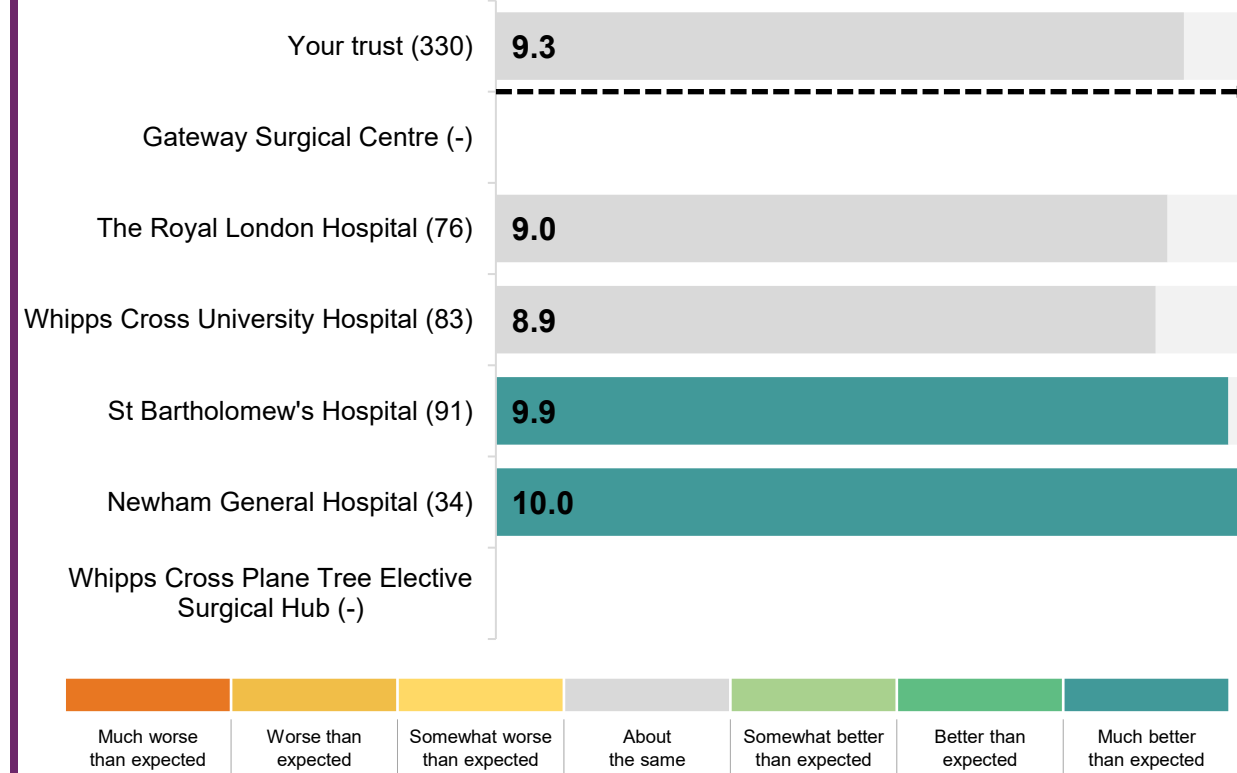 Your trust (330) 9.3
Gateway Surgical Centre (-)
The Royal London Hospital (76) 9.0
Whipps Cross University Hospital (83) 8.9
St Bartholomew's Hospital (91) 9.9
Newham General Hospital (34) 10.0
Whipps Cross Plane Tree Elective
Surgical Hub (-)
Much worse
than expected
Worse than
expected
Somewhat worse
than expected
About
the same
Somewhat better
than expected
Better than
expected
Much better
than expected